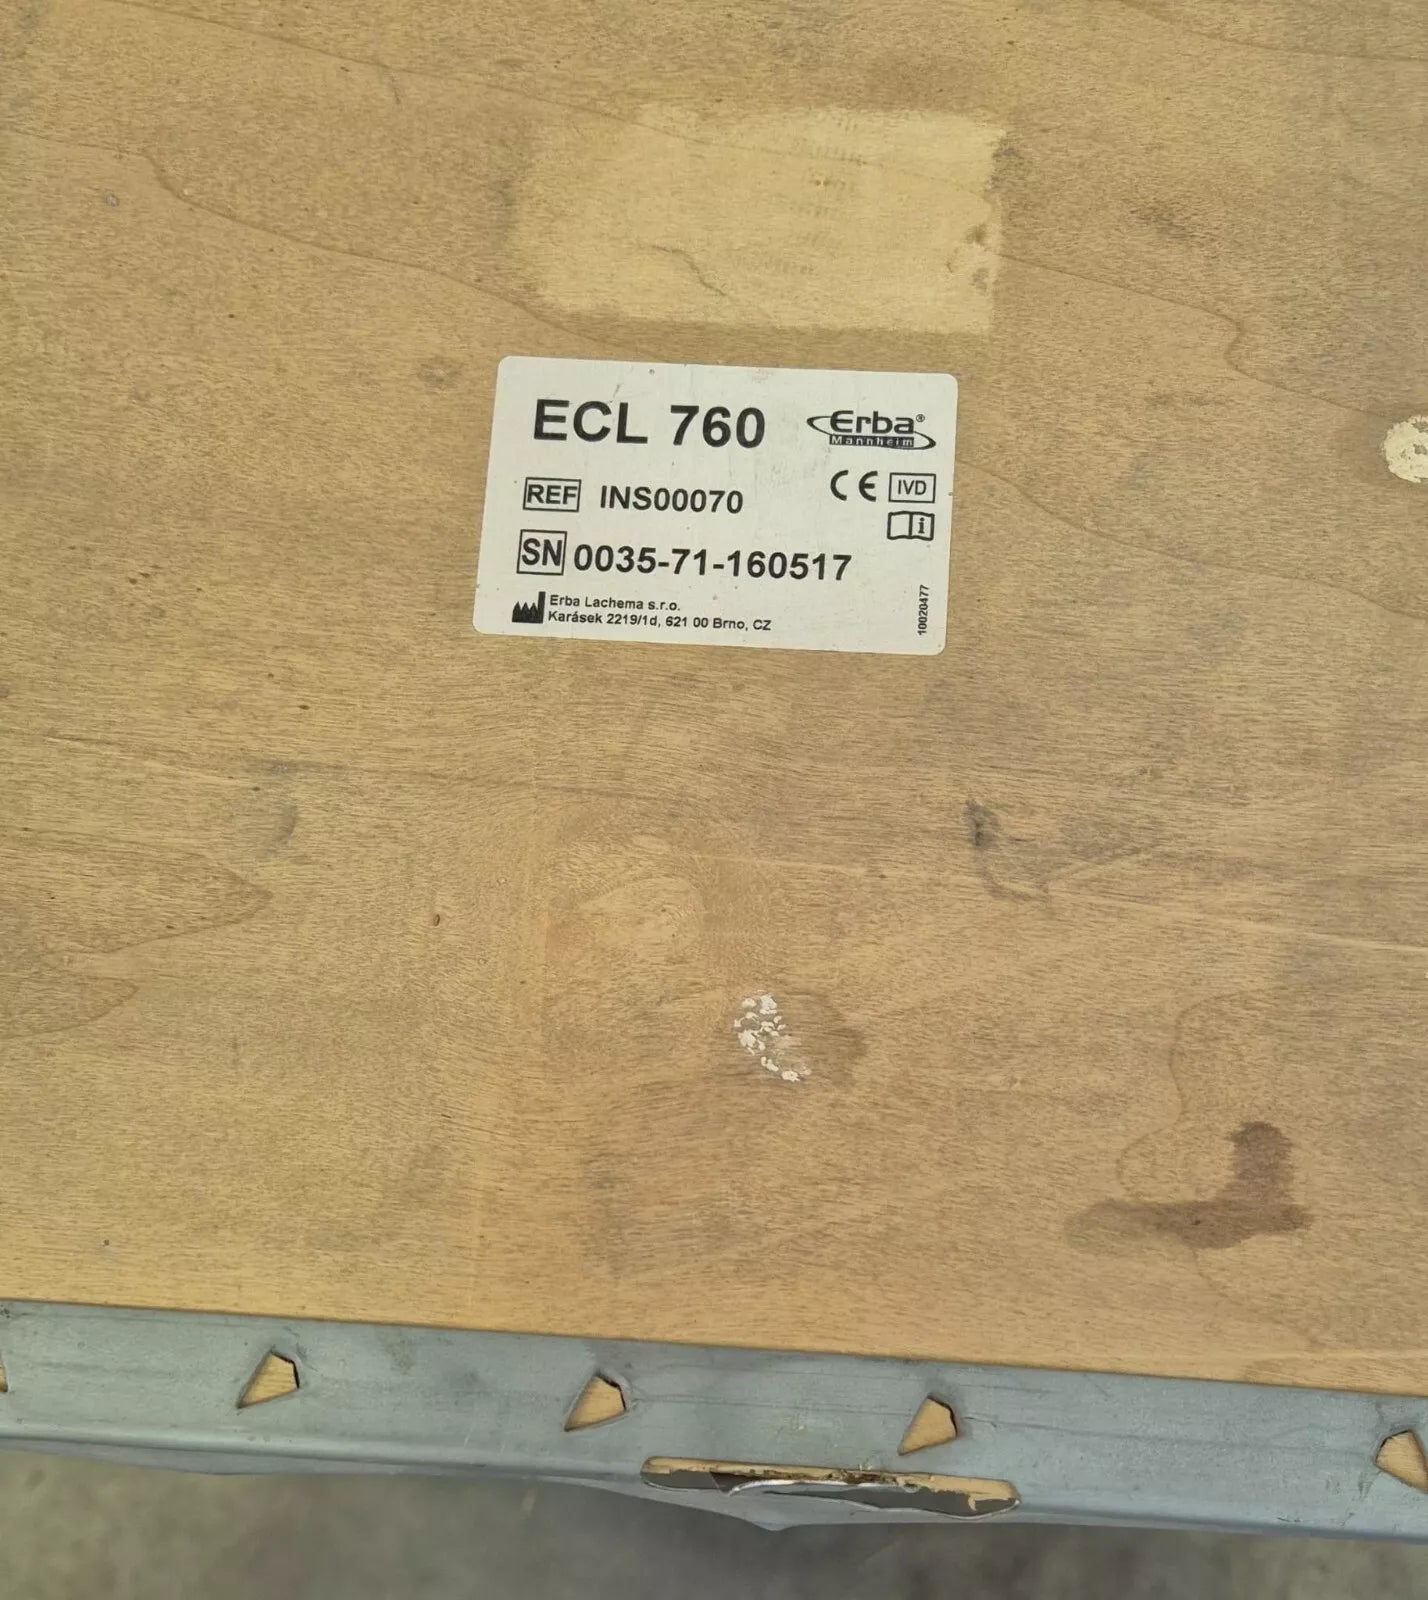 ECL 760
Erba®
Mannheim
CE IVD
REF INS00070
SN 0035-71-160517
Erba Lachema s.r.o.
Karásek 2219/1d, 621 00 Brno, CZ
10020477